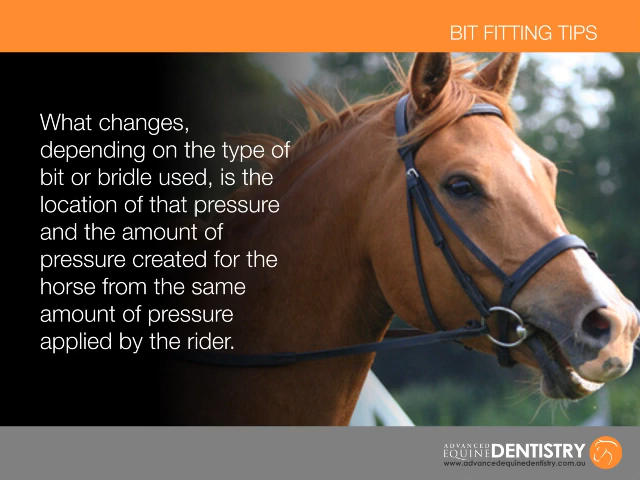 BIT FITTING TIPS
What changes,
depending on the type of
bit or bridle used, is the
location of that pressure
and the amount of
pressure created for the
horse from the same
amount of pressure
applied by the rider.
ADVANCED
EQUINE DENTISTRY
www.advancedequinedentistry.com.au